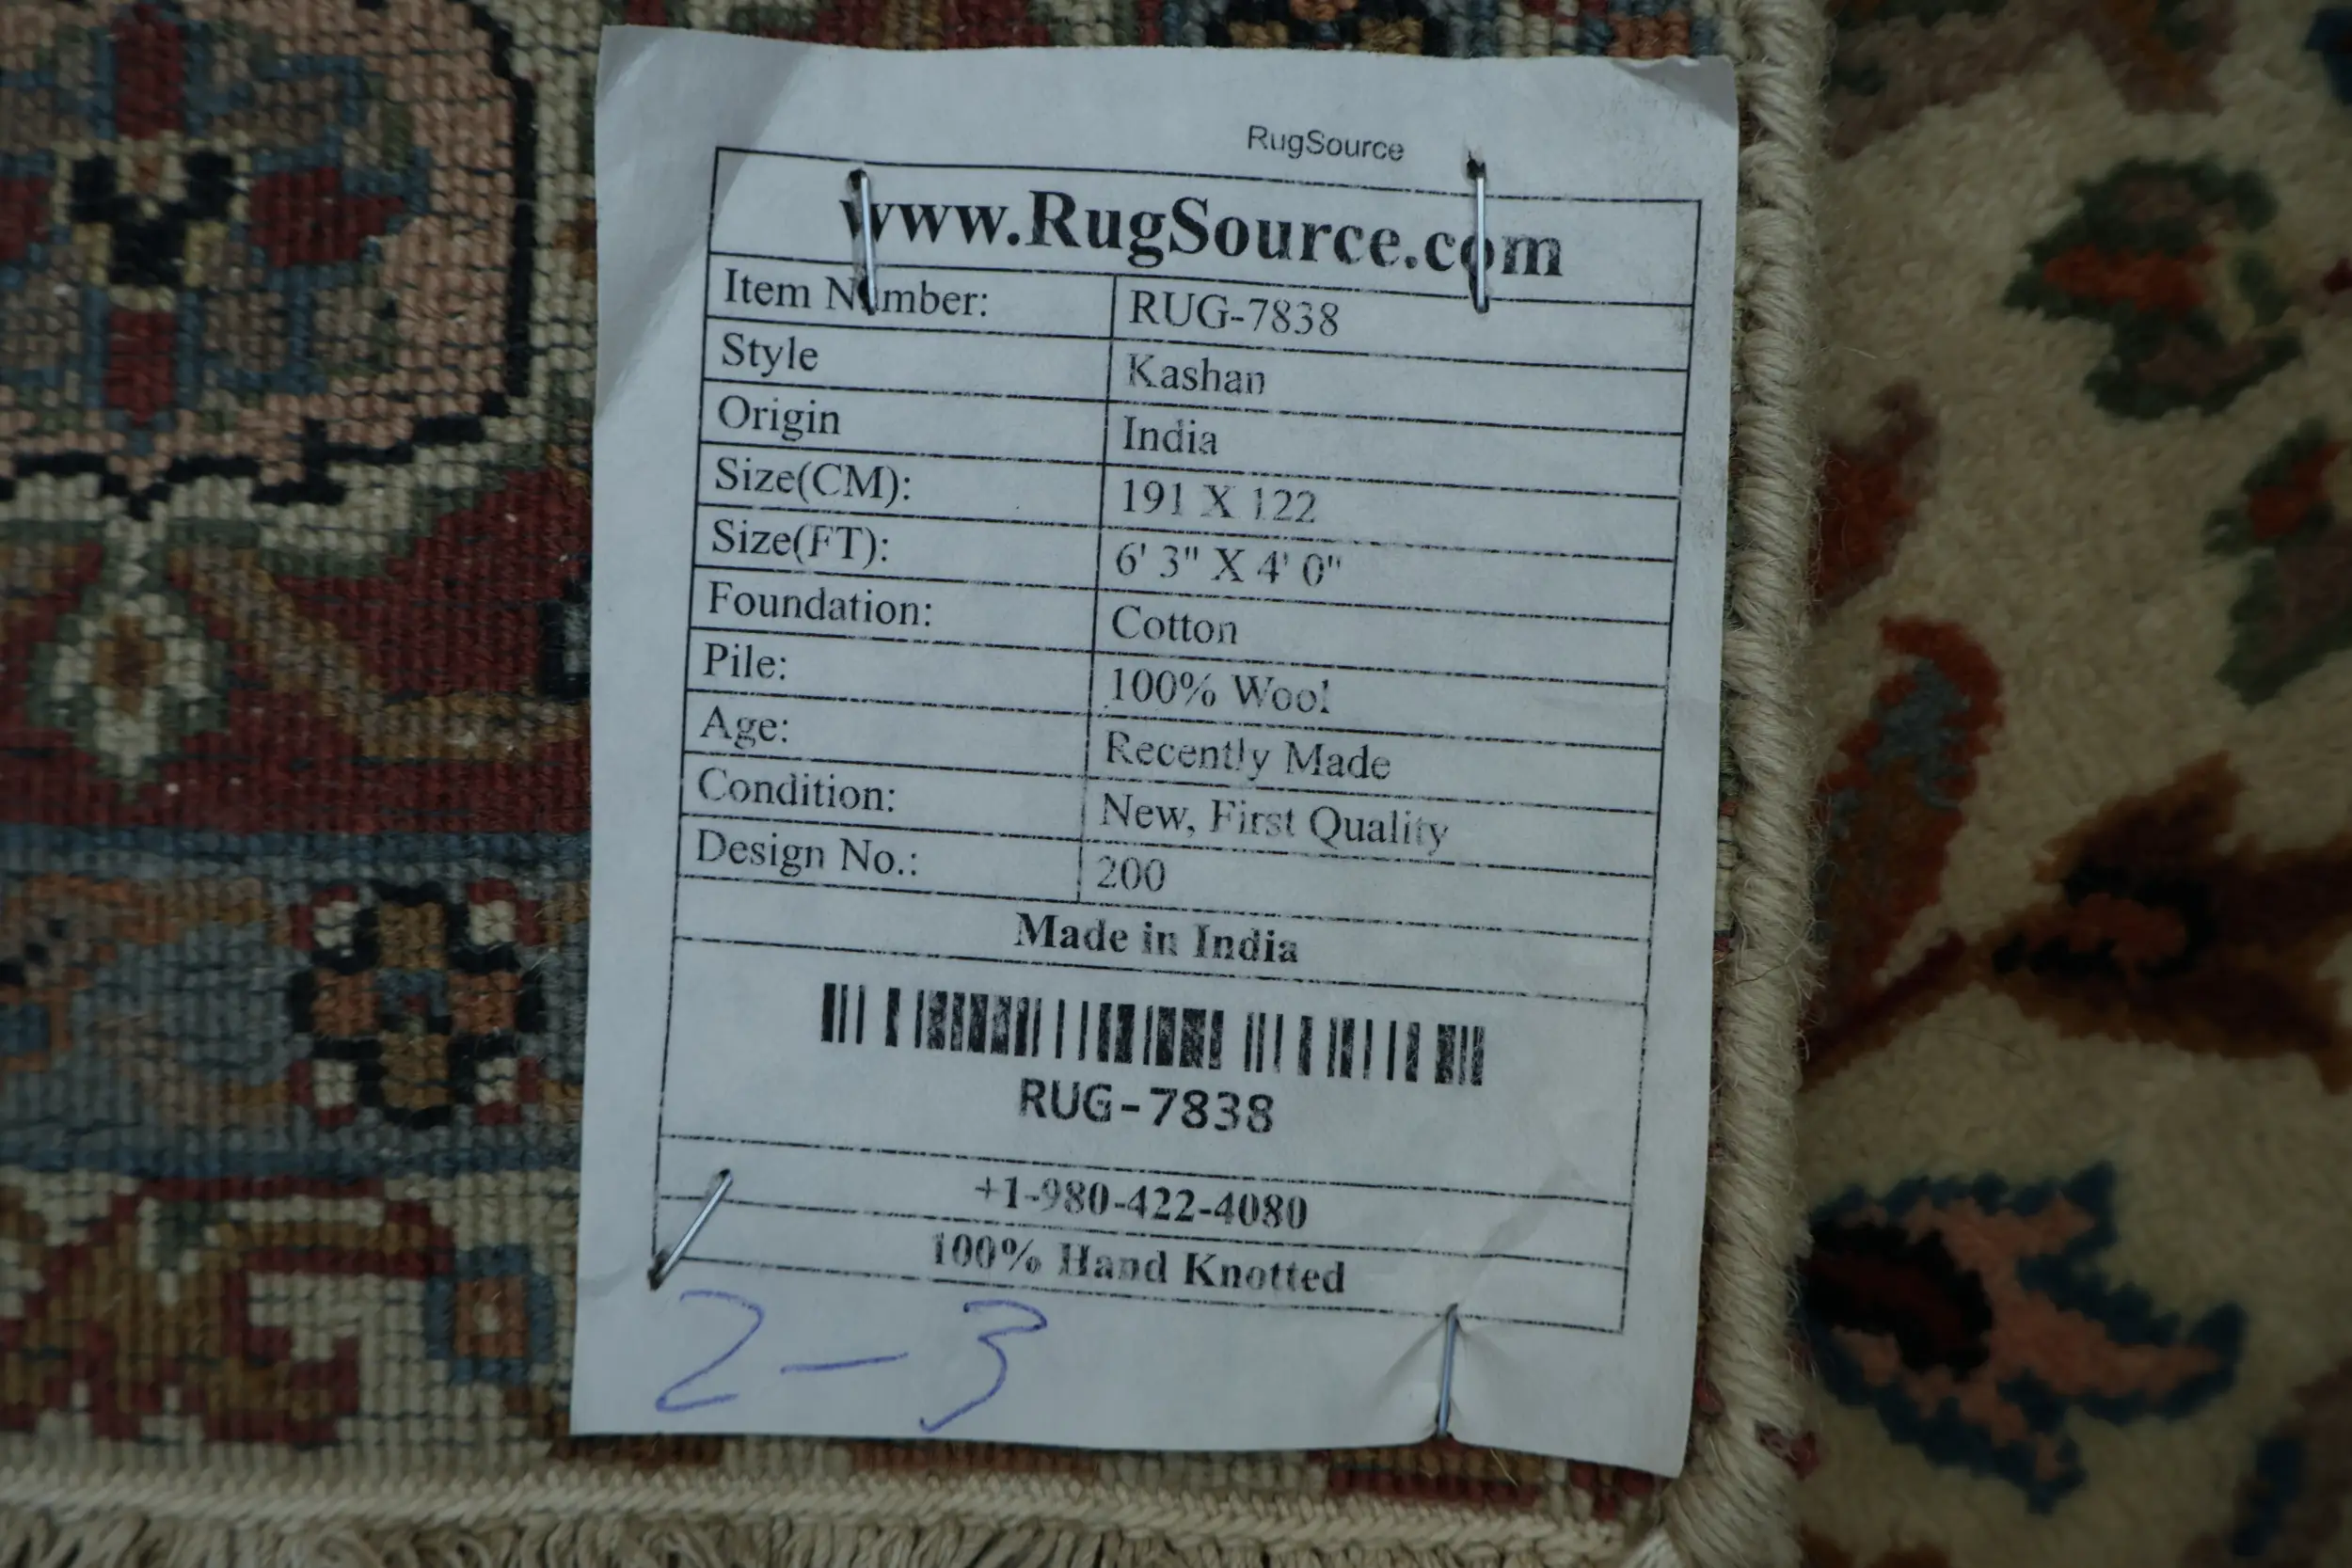 RugSource
www.RugSource.com
Item Number: RUG-7838
Style Kashan
Origin India
Size(CM): 191 X 122
Size(FT): 6' 3" X 4' 0"
Foundation: Cotton
Pile: 100% Wool
Age: Recently Made
Condition: New, First Quality
Design No.: 200
Made in India
RUG-7838
+1-980-422-4080
100% Hand Knotted
2-3